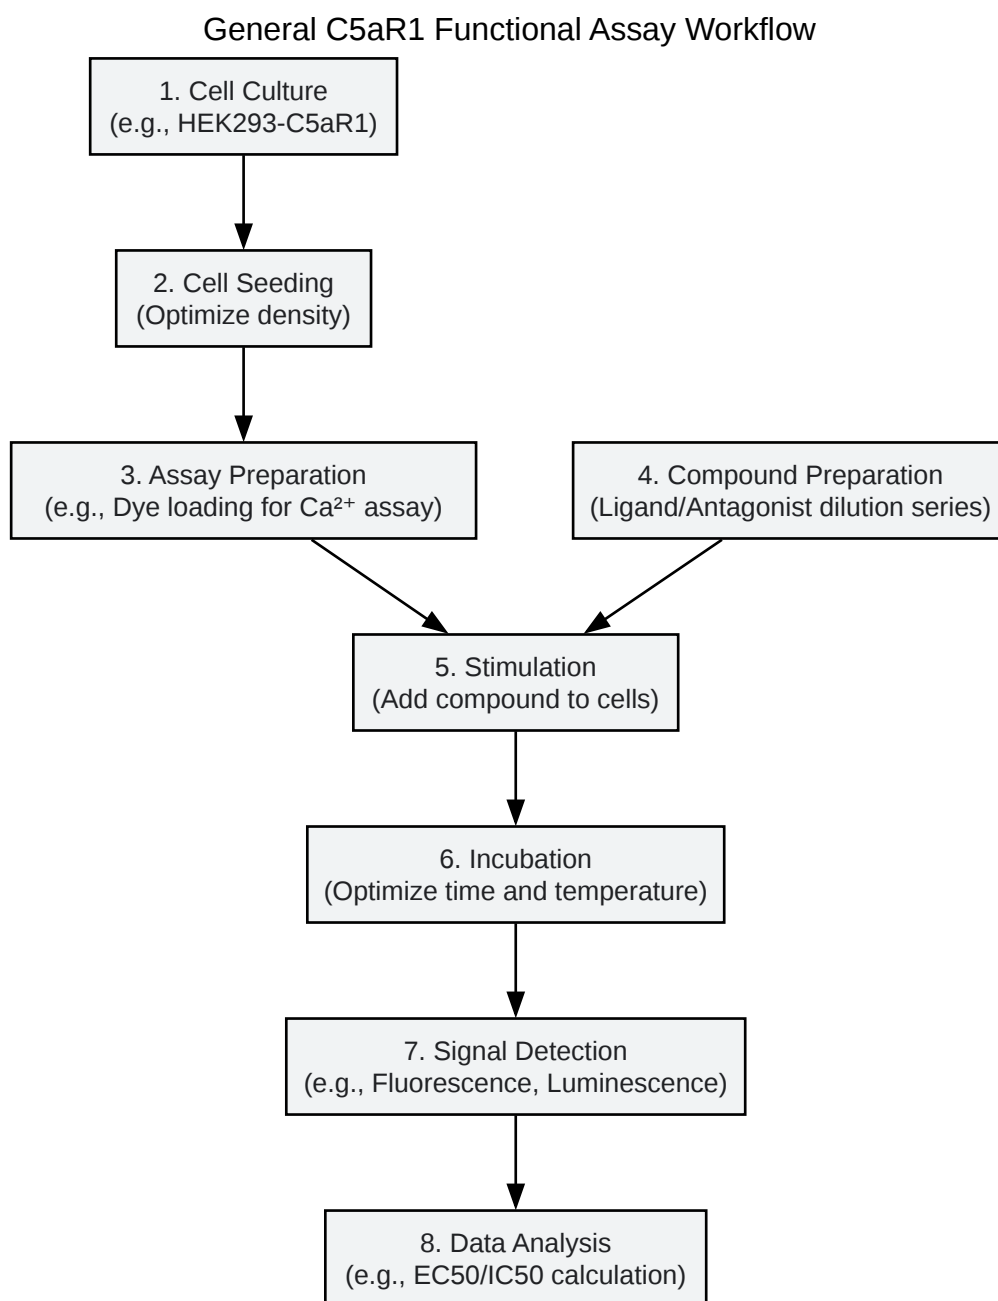 General C5aR1 Functional Assay Workflow
1. Cell Culture
(e.g., HEK293-C5aR1)
2. Cell Seeding
(Optimize density)
3. Assay Preparation
(e.g., Dye loading for Ca²⁺ assay)
4. Compound Preparation
(Ligand/Antagonist dilution series)
5. Stimulation
(Add compound to cells)
6. Incubation
(Optimize time and temperature)
7. Signal Detection
(e.g., Fluorescence, Luminescence)
8. Data Analysis
(e.g., EC50/IC50 calculation)